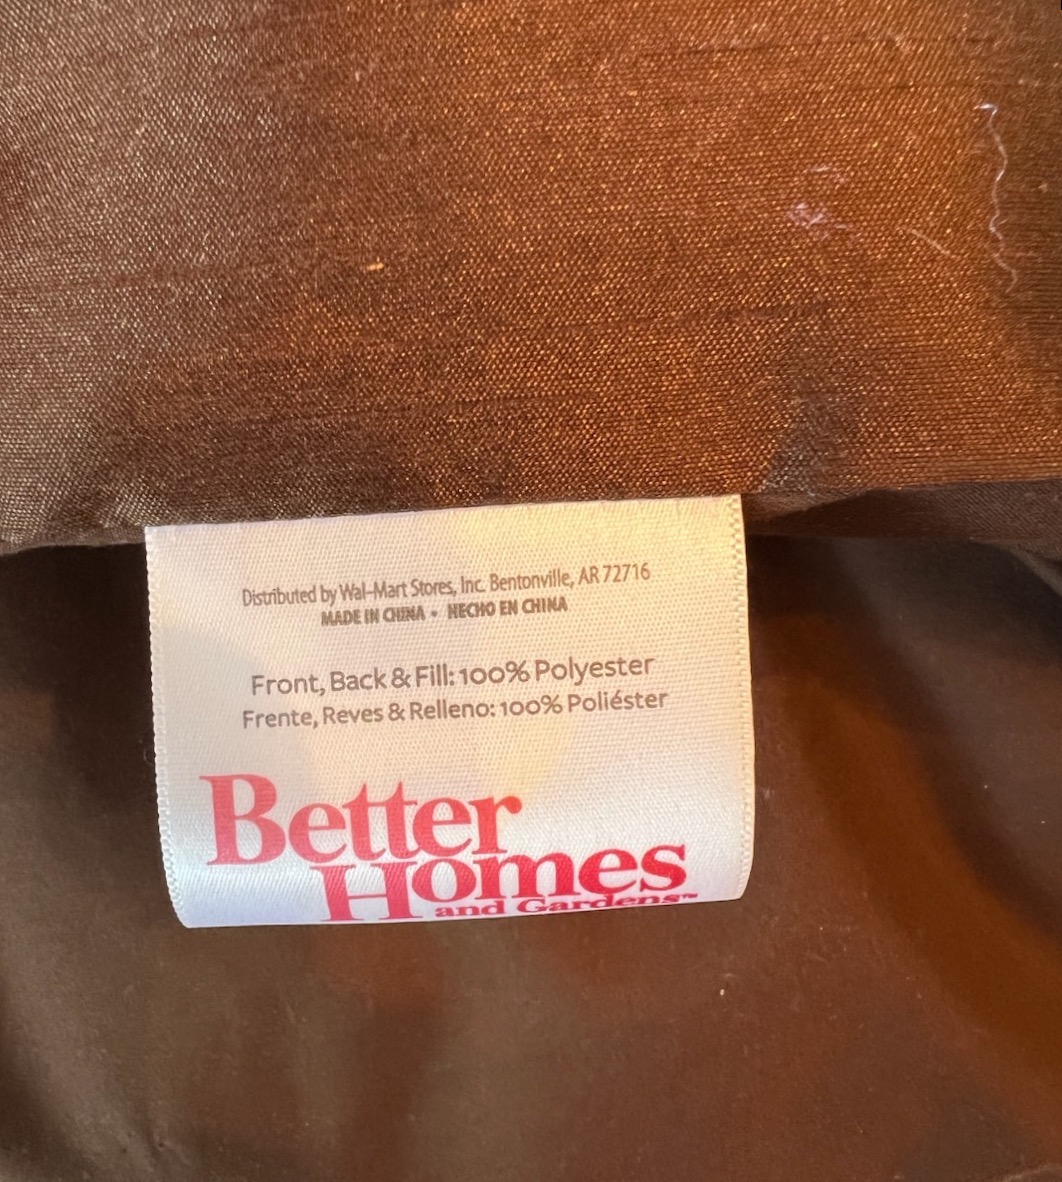 Distributed by Wal-Mart Stores, Inc. Bentonville, AR 72716
MADE IN CHINA • HECHO EN CHINA
Front, Back & Fill: 100% Polyester
Frente, Reves & Relleno: 100% Poliéster
Better
Homes
and Gardens™